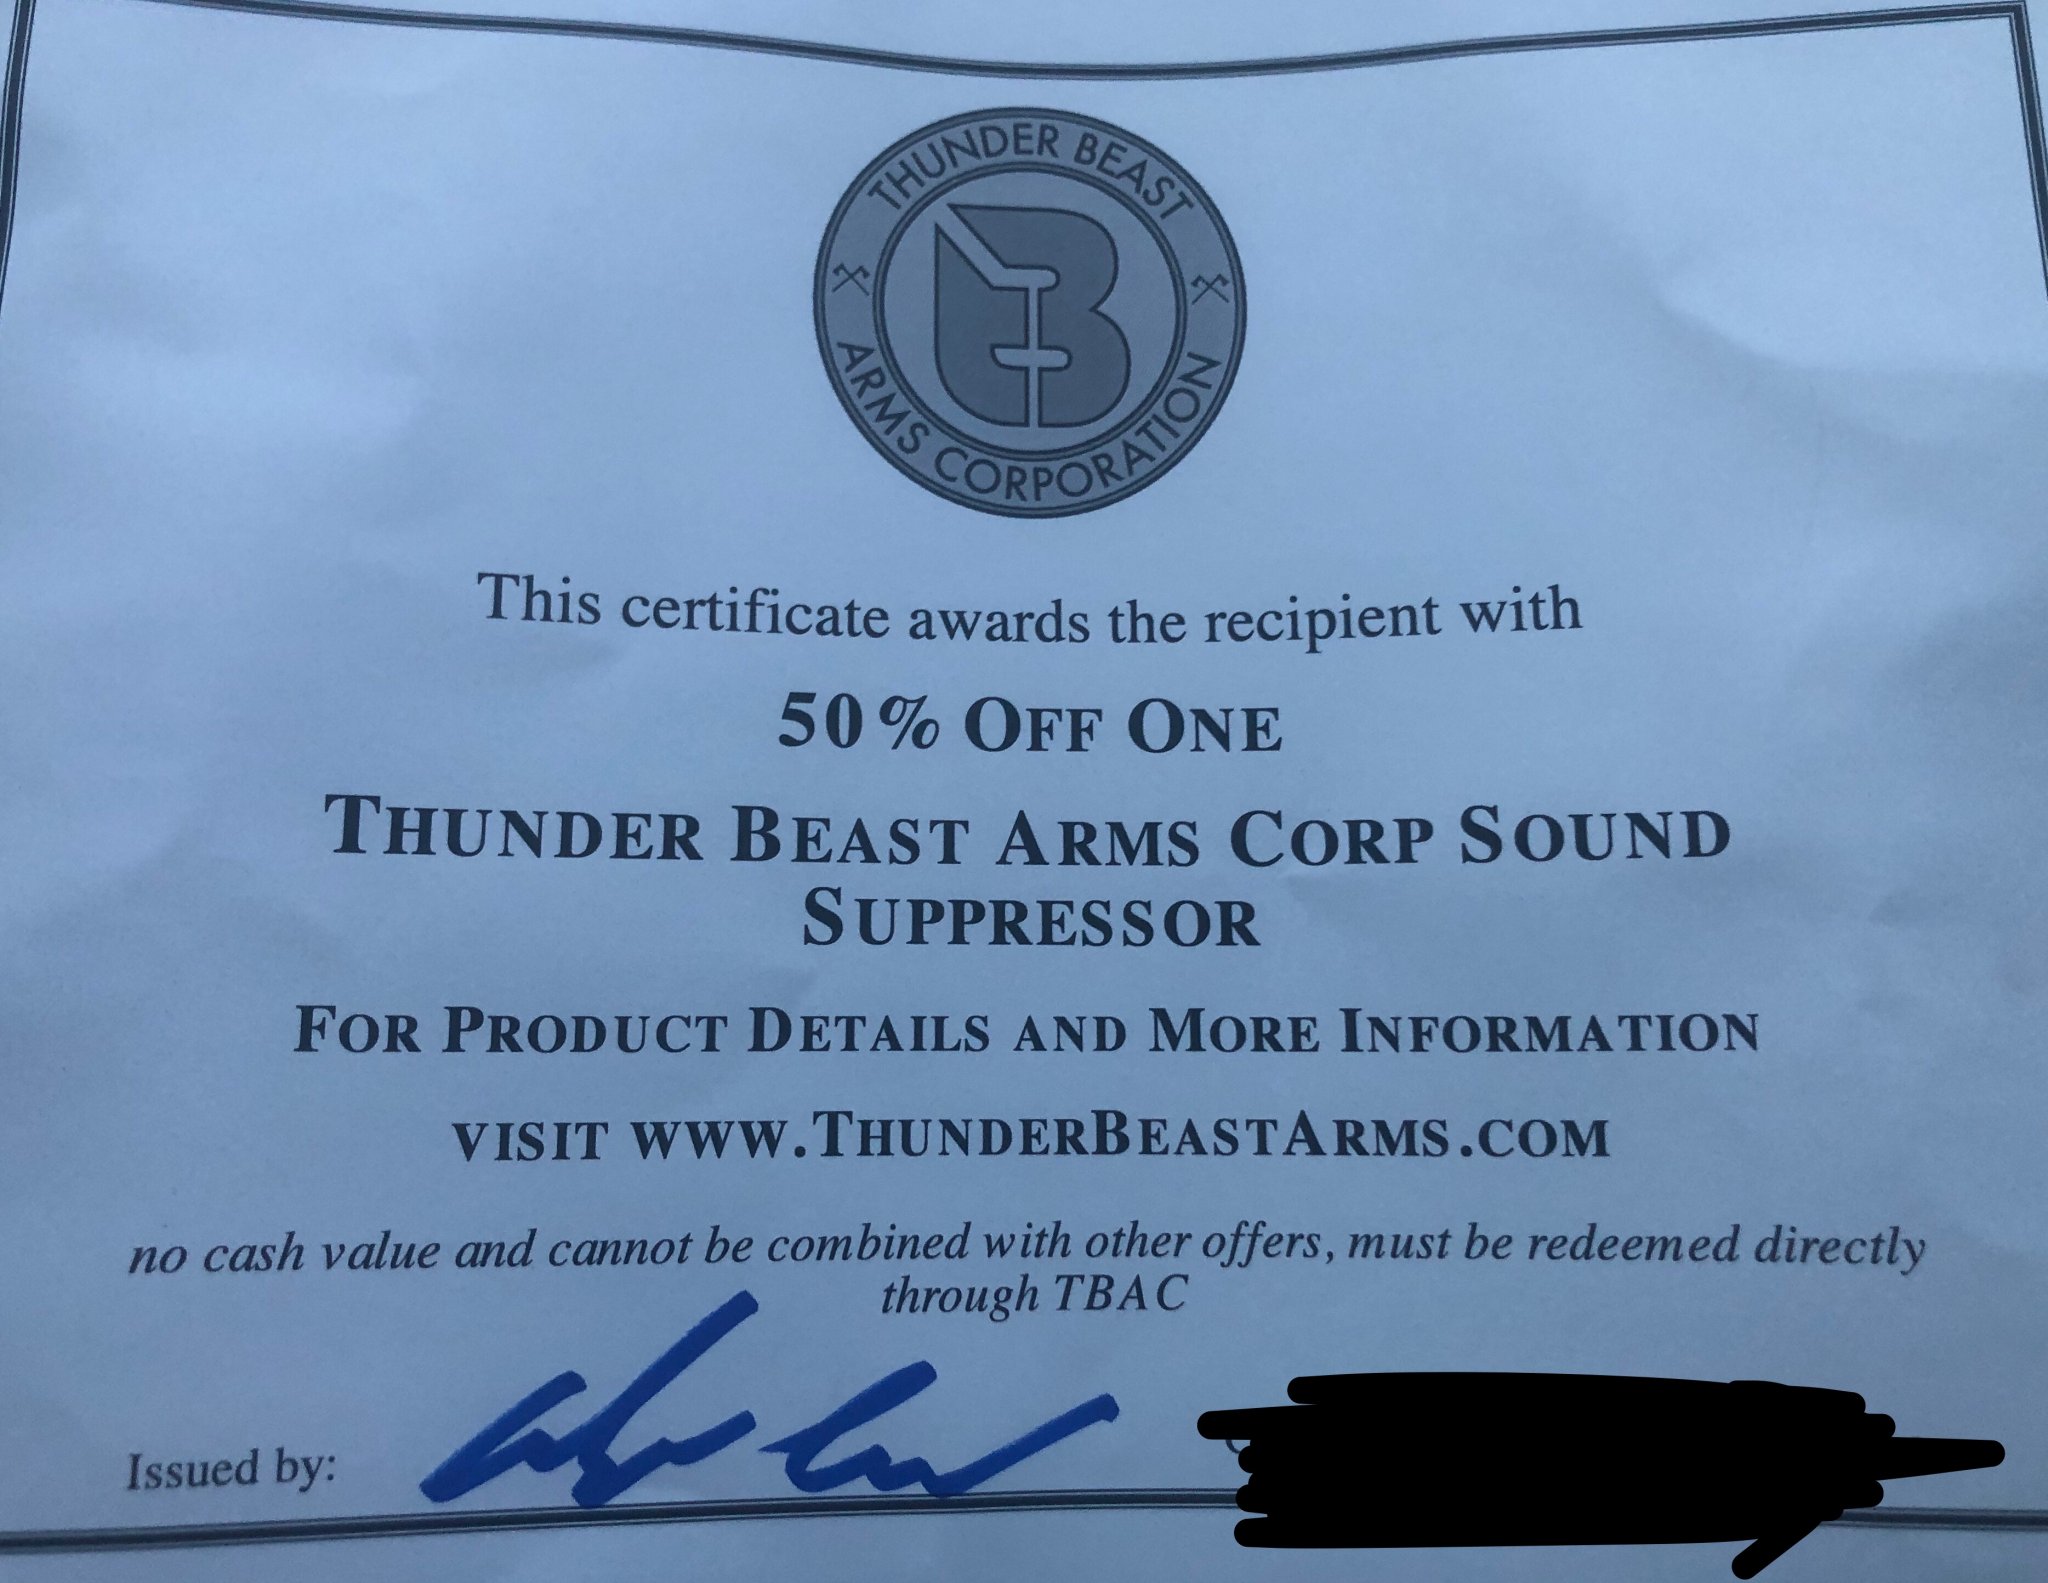 THUNDER BEAST
ARMS CORPORATION
This certificate awards the recipient with
50% OFF ONE
THUNDER BEAST ARMS CORP SOUND
SUPPRESSOR
FOR PRODUCT DETAILS AND MORE INFORMATION
VISIT WWW.THUNDERBEASTARMS.COM
no cash value and cannot be combined with other offers, must be redeemed directly
through TBAC
Issued by: